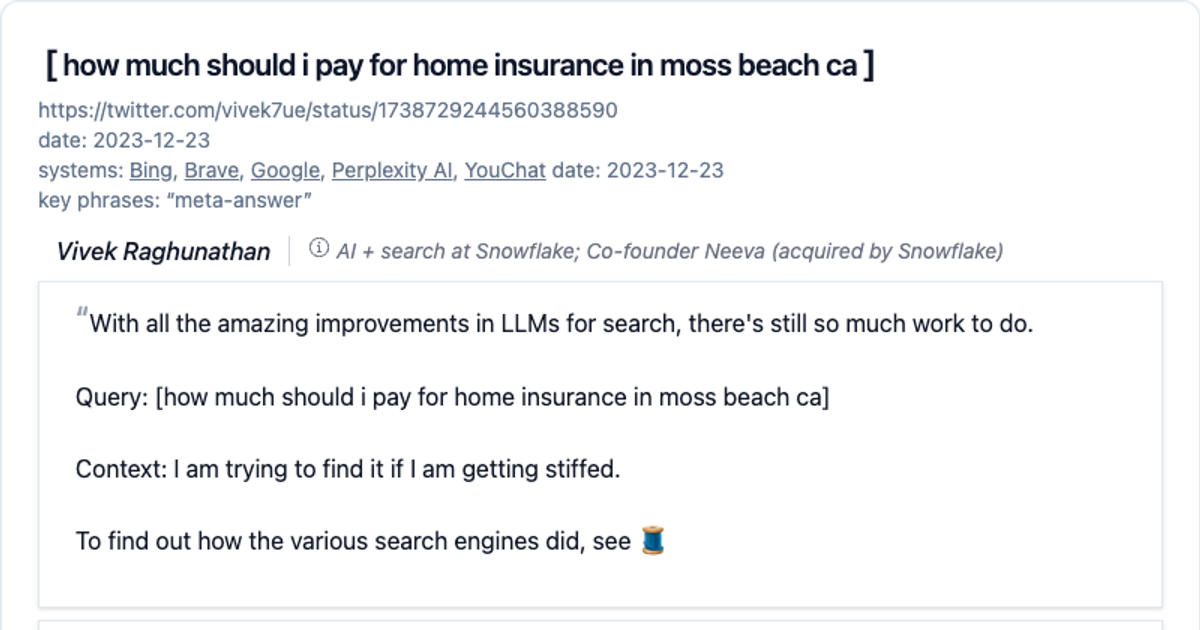 [ how much should i pay for home insurance in moss beach ca ]
https://twitter.com/vivek7ue/status/1738729244560388590
date: 2023-12-23
systems: Bing, Brave, Google, Perplexity AI, YouChat date: 2023-12-23
key phrases: “meta-answer”
Vivek Raghunathan | ⓘ AI + search at Snowflake; Co-founder Neeva (acquired by Snowflake)
“With all the amazing improvements in LLMs for search, there's still so much work to do.
Query: [how much should i pay for home insurance in moss beach ca]
Context: I am trying to find it if I am getting stiffed.
To find out how the various search engines did, see 🧵